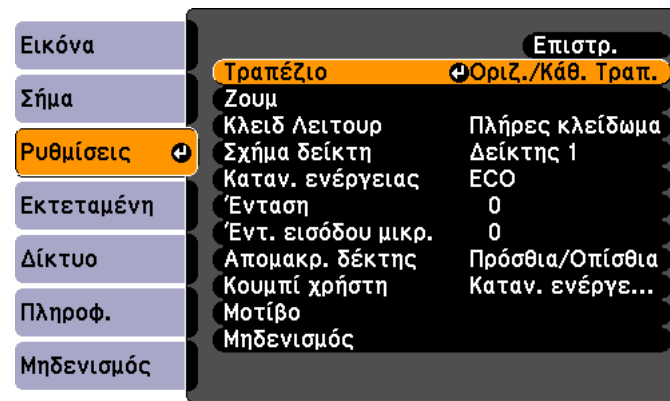 Εικόνα
Σήμα
Ρυθμίσεις
Εκτεταμένη
Δίκτυο
Πληροφ.
Μηδενισμός
Επιστρ.
Τραπέζιο Οριζ./Κάθ. Τραπ.
Ζουμ
Κλειδ Λειτουρ Πλήρες κλείδωμα
Σχήμα δείκτη Δείκτης 1
Καταν. ενέργειας ECO
Ένταση 0
Έντ. εισόδου μικρ. 0
Απομακρ. δέκτης Πρόσθια/Οπίσθια
Κουμπί χρήστη Καταν. ενέργε...
Μοτίβο
Μηδενισμός